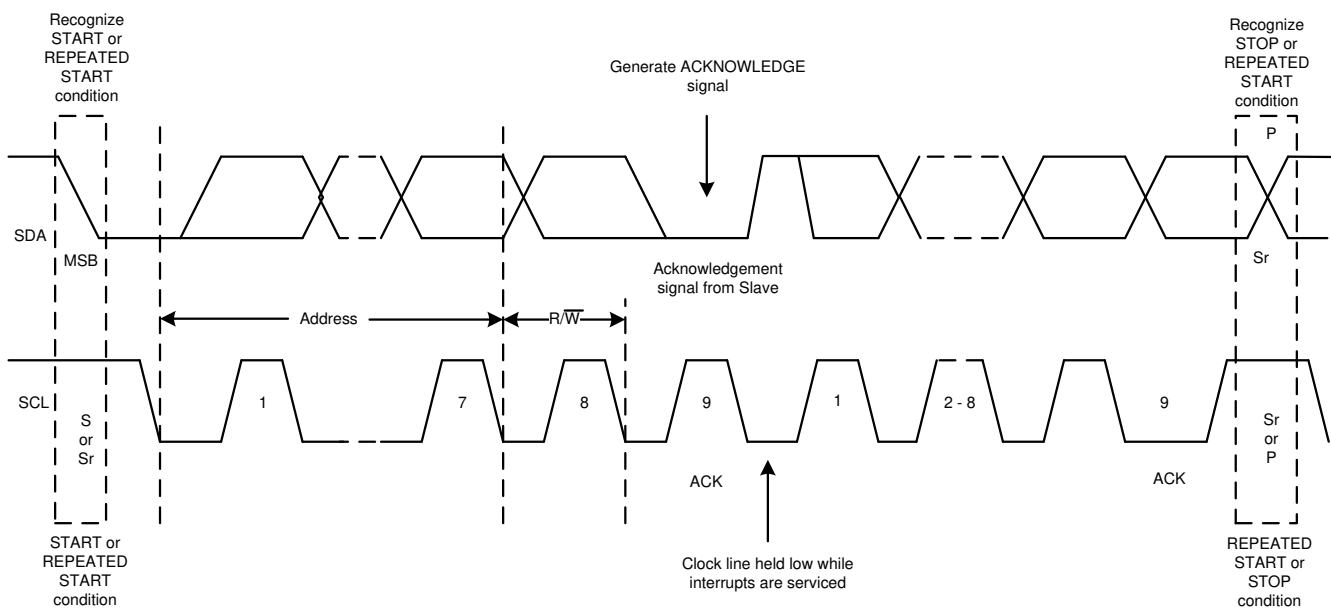 Recognize
START or
REPEATED
START
condition
Generate ACKNOWLEDGE
signal
Recognize
STOP or
REPEATED
START
condition
P
SDA
MSB
Acknowledgement
signal from Slave
Sr
Address
R/W
SCL
S
or
Sr
1
7
8
9
1
2 - 8
9
Sr
or
P
ACK
ACK
START or
REPEATED
START
condition
Clock line held low while
interrupts are serviced
REPEATED
START or
STOP
condition